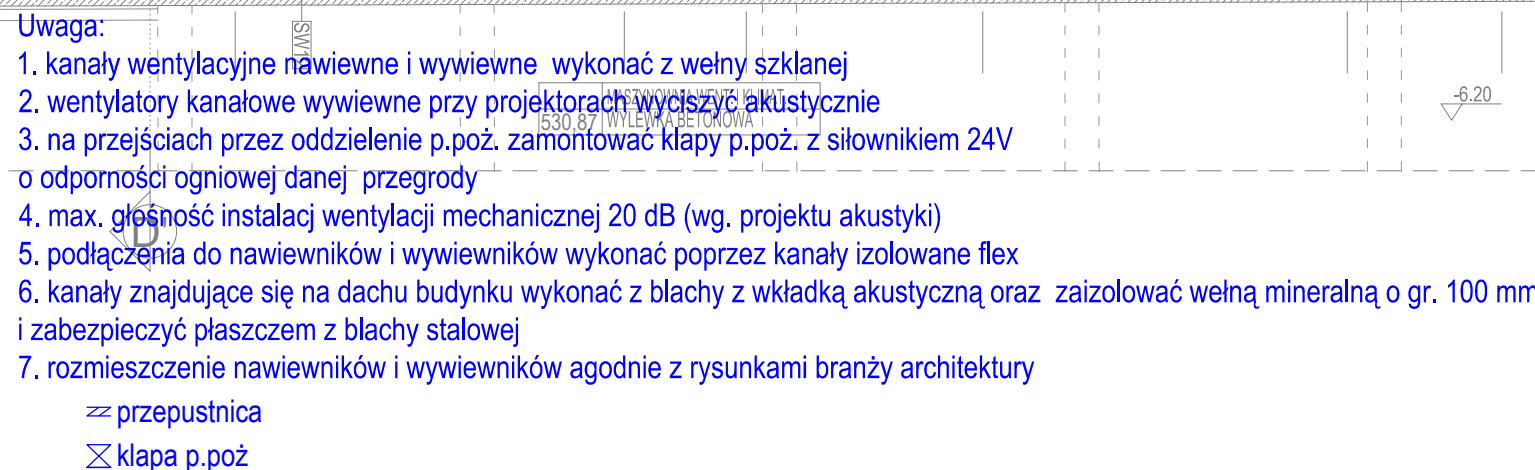 Uwaga:
1. kanały wentylacyjne nawiewne i wywiewne wykonać z wełny szklanej
2. wentylatory kanałowe wywiewne przy projektorach wyciszyć akustycznie
3. na przejściach przez oddzielenie p.poż. zamontować klapy p.poż. z siłownikiem 24V
o odporności ogniowej danej przegrody
4. max. głośność instalacj wentylacji mechanicznej 20 dB (wg. projektu akustyki)
5. podłączenia do nawiewników i wywiewników wykonać poprzez kanały izolowane flex
6. kanały znajdujące się na dachu budynku wykonać z blachy z wkładką akustyczną oraz zaizolować wełną mineralną o gr. 100 mm
i zabezpieczyć płaszczem z blachy stalowej
7. rozmieszczenie nawiewników i wywiewników agodnie z rysunkami branży architektury
przepustnica
klapa p.poż
MASZYNOWNIA WENT. I KLIMAT.
530,87 WYLEWKA BETONOWA
-6.20
D